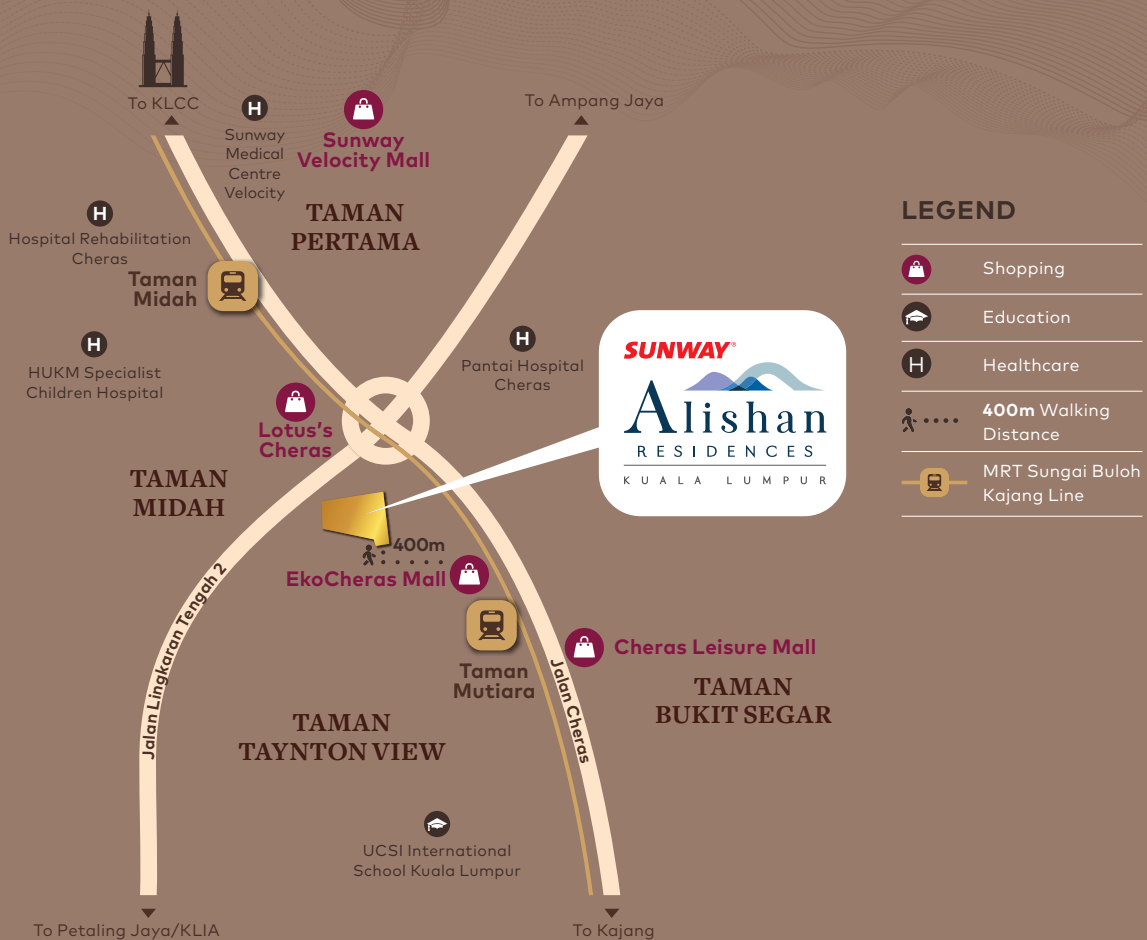 To KLCC
H
Sunway
Medical
Centre
Velocity
Sunway
Velocity Mall
To Ampang Jaya
H
Hospital Rehabilitation
Cheras
TAMAN
PERTAMA
Taman
Midah
H
HUKM Specialist
Children Hospital
H
Pantai Hospital
Cheras
Lotus's
Cheras
SUNWAY®
Alishan
RESIDENCES
KUALA LUMPUR
TAMAN
MIDAH
400m
EkoCheras Mall
Taman
Mutiara
Cheras Leisure Mall
TAMAN
BUKIT SEGAR
Jalan Lingkaran Tengah 2
Jalan Cheras
TAMAN
TAYNTON VIEW
UCSI International
School Kuala Lumpur
To Petaling Jaya/KLIA
To Kajang
LEGEND
Shopping
Education
H
Healthcare
400m Walking
Distance
MRT Sungai Buloh
Kajang Line